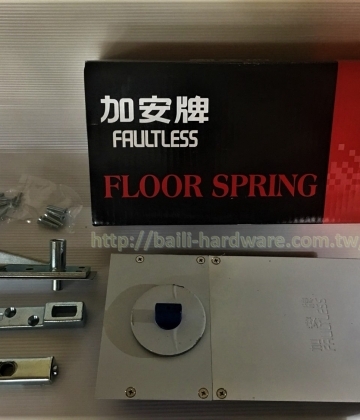 加安牌
FAULTLESS
FLOOR SPRING
http://baili-hardware.com.tw